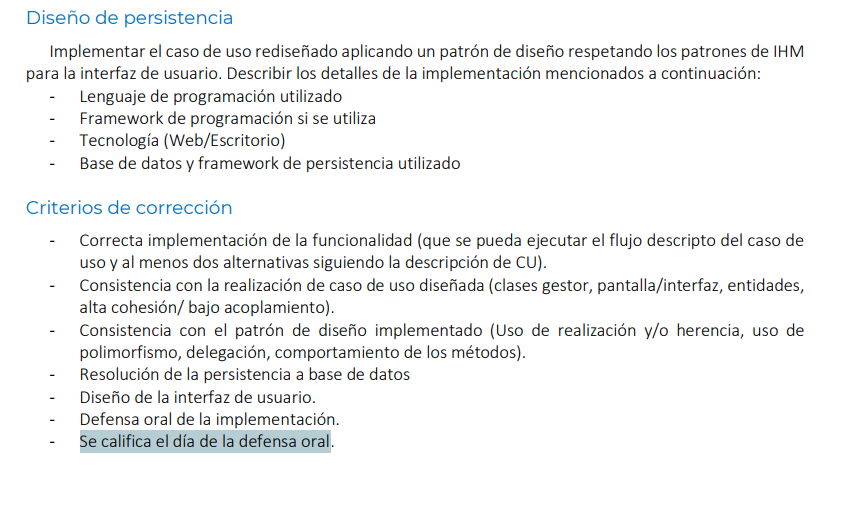 Diseño de persistencia
Implementar el caso de uso rediseñado aplicando un patrón de diseño respetando los patrones de IHM
para la interfaz de usuario. Describir los detalles de la implementación mencionados a continuación:
- Lenguaje de programación utilizado
- Framework de programación si se utiliza
- Tecnología (Web/Escritorio)
- Base de datos y framework de persistencia utilizado
Criterios de corrección
- Correcta implementación de la funcionalidad (que se pueda ejecutar el flujo descripto del caso de
uso y al menos dos alternativas siguiendo la descripción de CU).
- Consistencia con la realización de caso de uso diseñada (clases gestor, pantalla/interfaz, entidades,
alta cohesión/ bajo acoplamiento).
- Consistencia con el patrón de diseño implementado (Uso de realización y/o herencia, uso de
polimorfismo, delegación, comportamiento de los métodos).
- Resolución de la persistencia a base de datos
- Diseño de la interfaz de usuario.
- Defensa oral de la implementación.
- Se califica el día de la defensa oral.